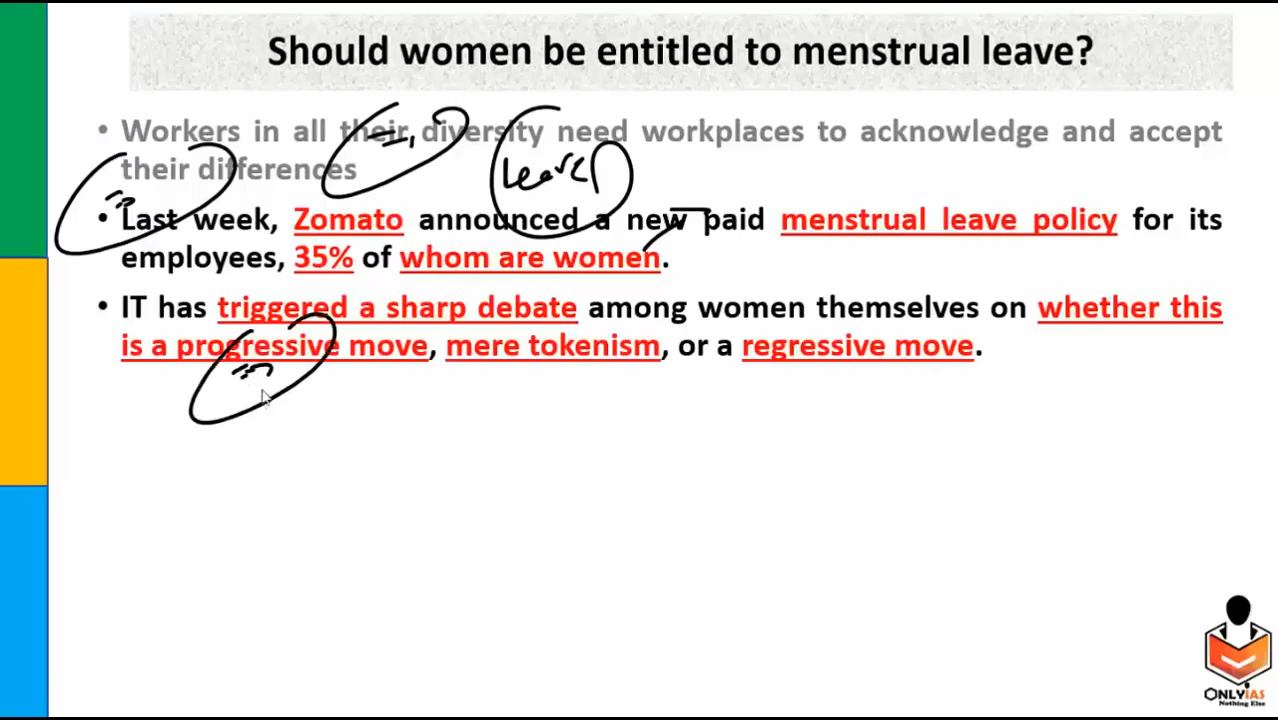 Should women be entitled to menstrual leave?
• Workers in all their diversity need workplaces to acknowledge and accept
their differences
Leave
• Last week, Zomato announced a new paid menstrual leave policy for its
employees, 35% of whom are women.
• IT has triggered a sharp debate among women themselves on whether this
is a progressive move, mere tokenism, or a regressive move.
ONLYIAS
Nothing Else